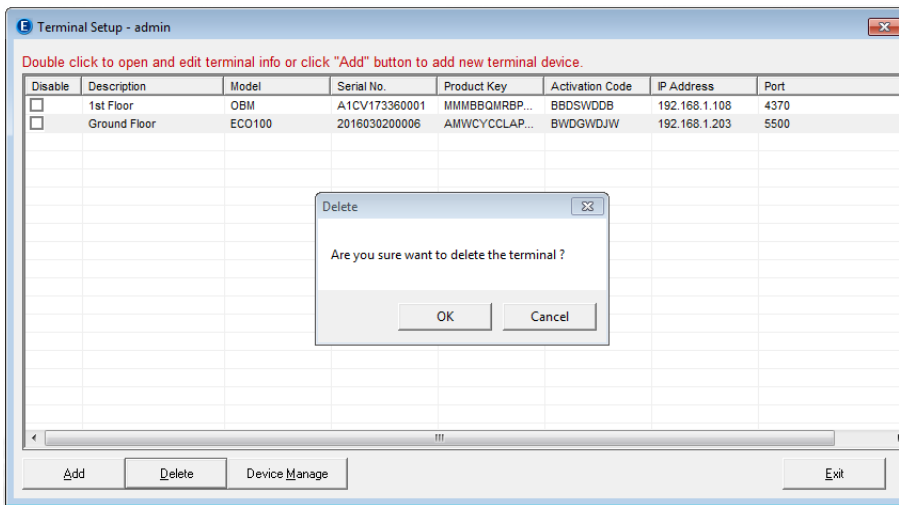 E Terminal Setup - admin
Double click to open and edit terminal info or click "Add" button to add new terminal device.
Disable Description Model Serial No. Product Key Activation Code IP Address Port
1st Floor OBM A1CV173360001 MMMBBQMRBP... BBDSWDDB 192.168.1.108 4370
Ground Floor ECO100 2016030200006 AMWCYCCLAP... BWDGWDJW 192.168.1.203 5500
Delete
Are you sure want to delete the terminal ?
OK Cancel
Add Delete Device Manage Exit